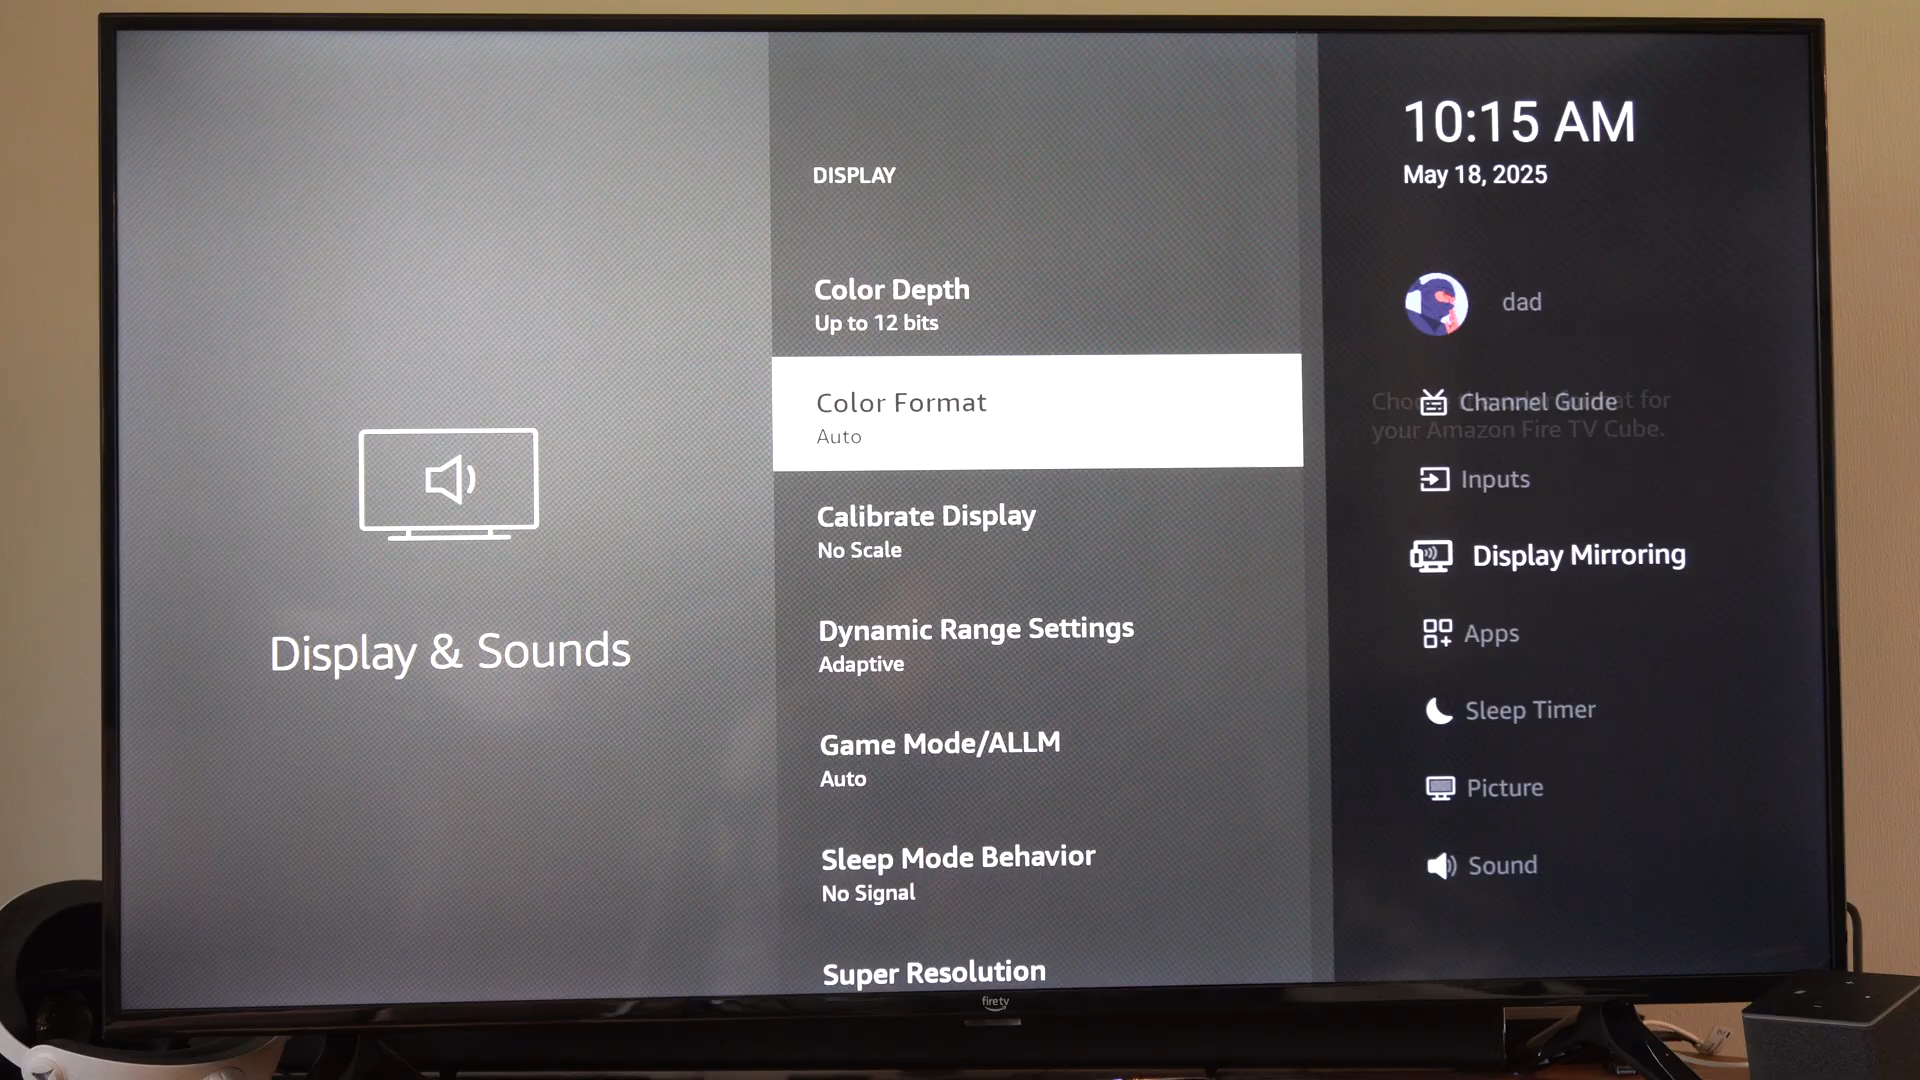 DISPLAY
Color Depth
Up to 12 bits
Color Format
Auto
Calibrate Display
No Scale
Dynamic Range Settings
Adaptive
Game Mode/ALLM
Auto
Sleep Mode Behavior
No Signal
Super Resolution
Display & Sounds
10:15 AM
May 18, 2025
dad
Channel Guide
your Amazon Fire TV Cube.
Inputs
Display Mirroring
Apps
Sleep Timer
Picture
Sound
fire tv